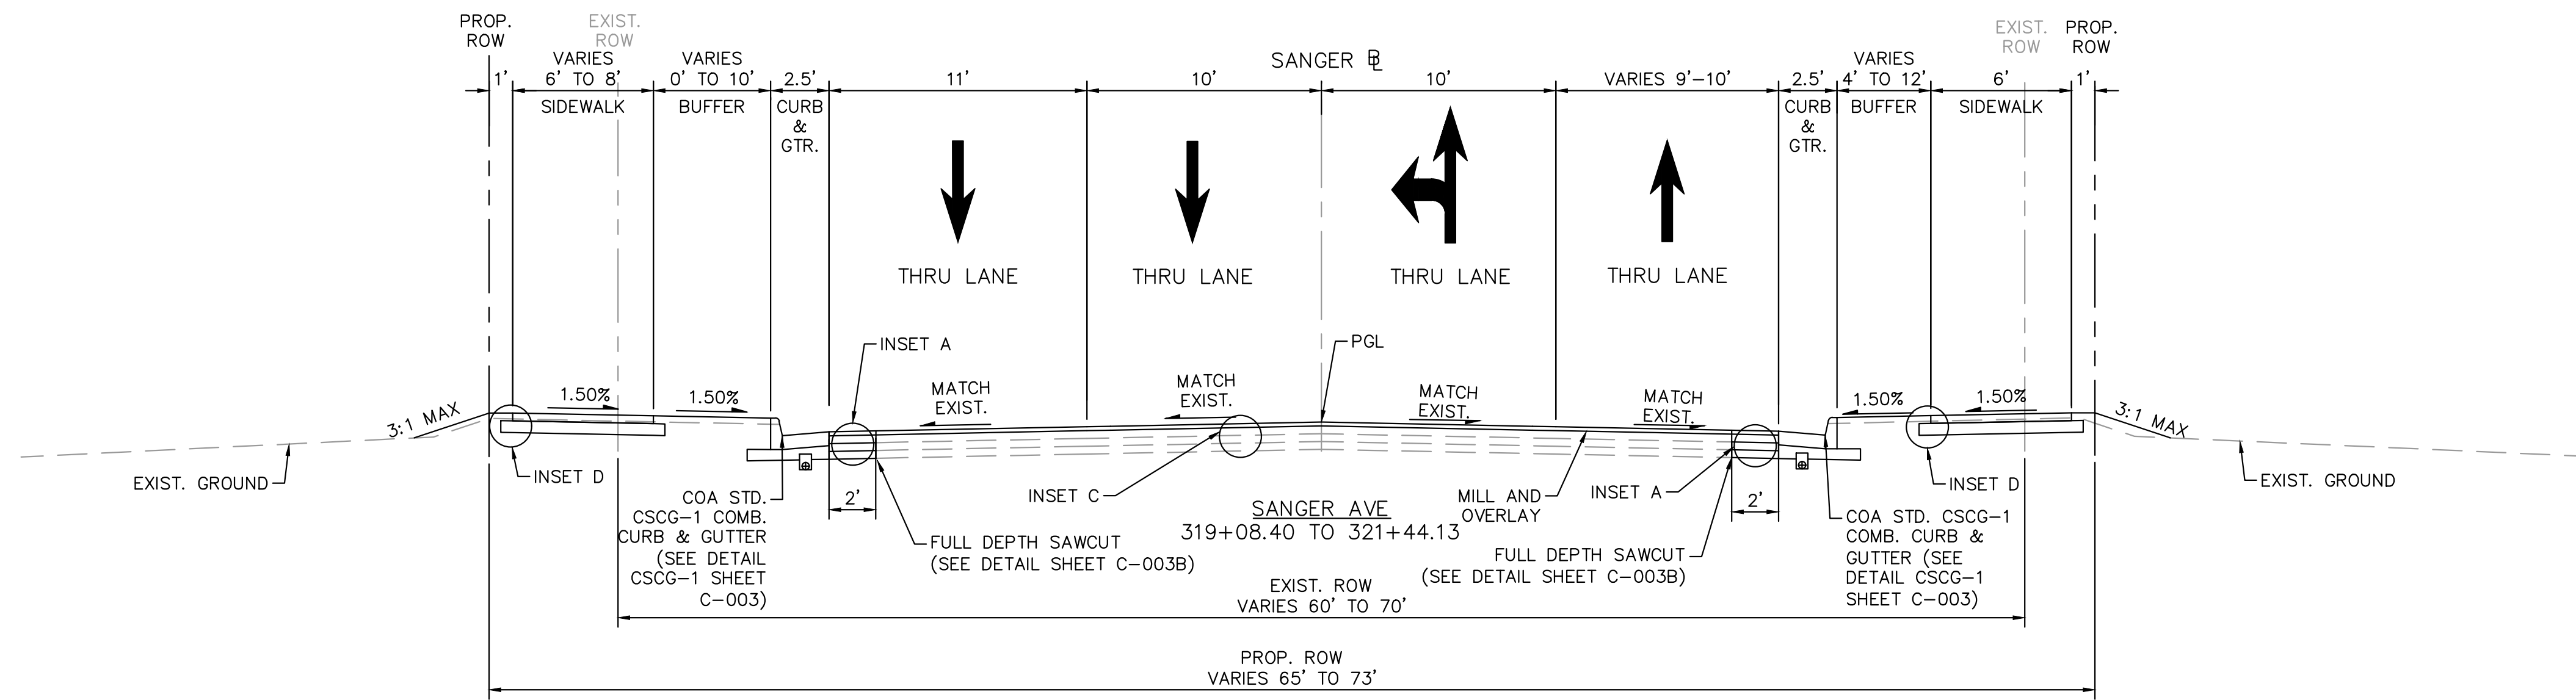 PROP.
ROW
EXIST.
ROW
EXIST.
ROW
PROP.
ROW
SANGER BL
1'
VARIES
6' TO 8'
SIDEWALK
VARIES
0' TO 10'
BUFFER
2.5'
CURB
&
GTR.
11'
10'
10'
VARIES 9'-10'
2.5'
CURB
&
GTR.
VARIES
4' TO 12'
BUFFER
6'
SIDEWALK
1'
THRU LANE
THRU LANE
THRU LANE
THRU LANE
INSET A
PGL
3:1 MAX
1.50%
1.50%
MATCH
EXIST.
MATCH
EXIST.
MATCH
EXIST.
MATCH
EXIST.
1.50%
1.50%
3:1 MAX
EXIST. GROUND
INSET D
COA STD.
CSCG-1 COMB.
CURB & GUTTER
(SEE DETAIL
CSCG-1 SHEET
C-003)
2'
FULL DEPTH SAWCUT
(SEE DETAIL SHEET C-003B)
INSET C
SANGER AVE
319+08.40 TO 321+44.13
MILL AND
OVERLAY
INSET A
2'
FULL DEPTH SAWCUT
(SEE DETAIL SHEET C-003B)
COA STD. CSCG-1
COMB. CURB &
GUTTER (SEE
DETAIL CSCG-1
SHEET C-003)
INSET D
EXIST. GROUND
EXIST. ROW
VARIES 60' TO 70'
PROP. ROW
VARIES 65' TO 73'